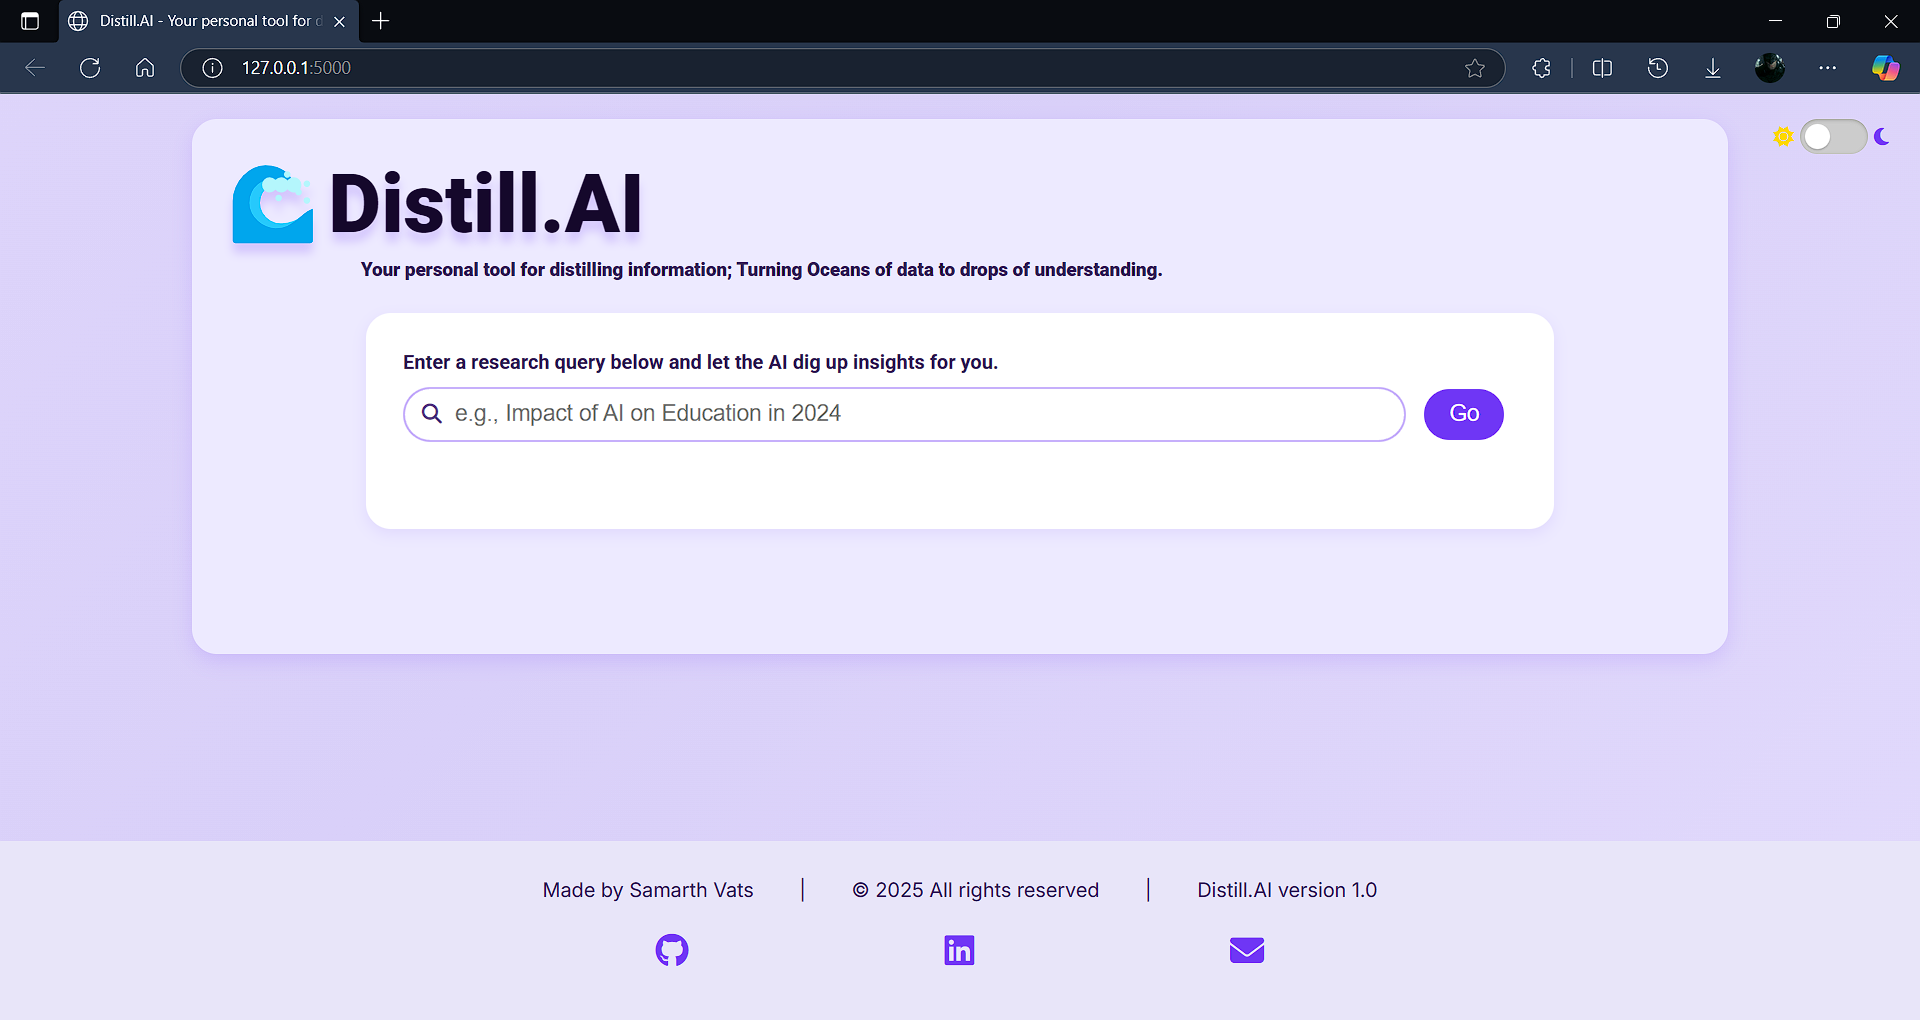 Distill.AI - Your personal tool for
127.0.0.1:5000
Distill.AI
Your personal tool for distilling information; Turning Oceans of data to drops of understanding.
Enter a research query below and let the AI dig up insights for you.
e.g., Impact of AI on Education in 2024
Go
Made by Samarth Vats | © 2025 All rights reserved | Distill.AI version 1.0
in